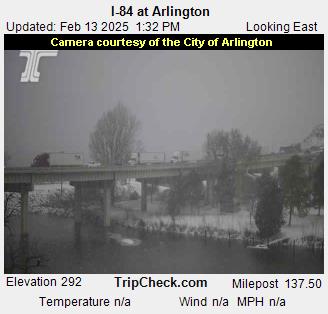 I-84 at Arlington
Updated: Feb 13 2025 1:32 PM Looking East
Camera courtesy of the City of Arlington
Elevation 292 TripCheck.com Milepost 137.50
Temperature n/a Wind n/a MPH n/a